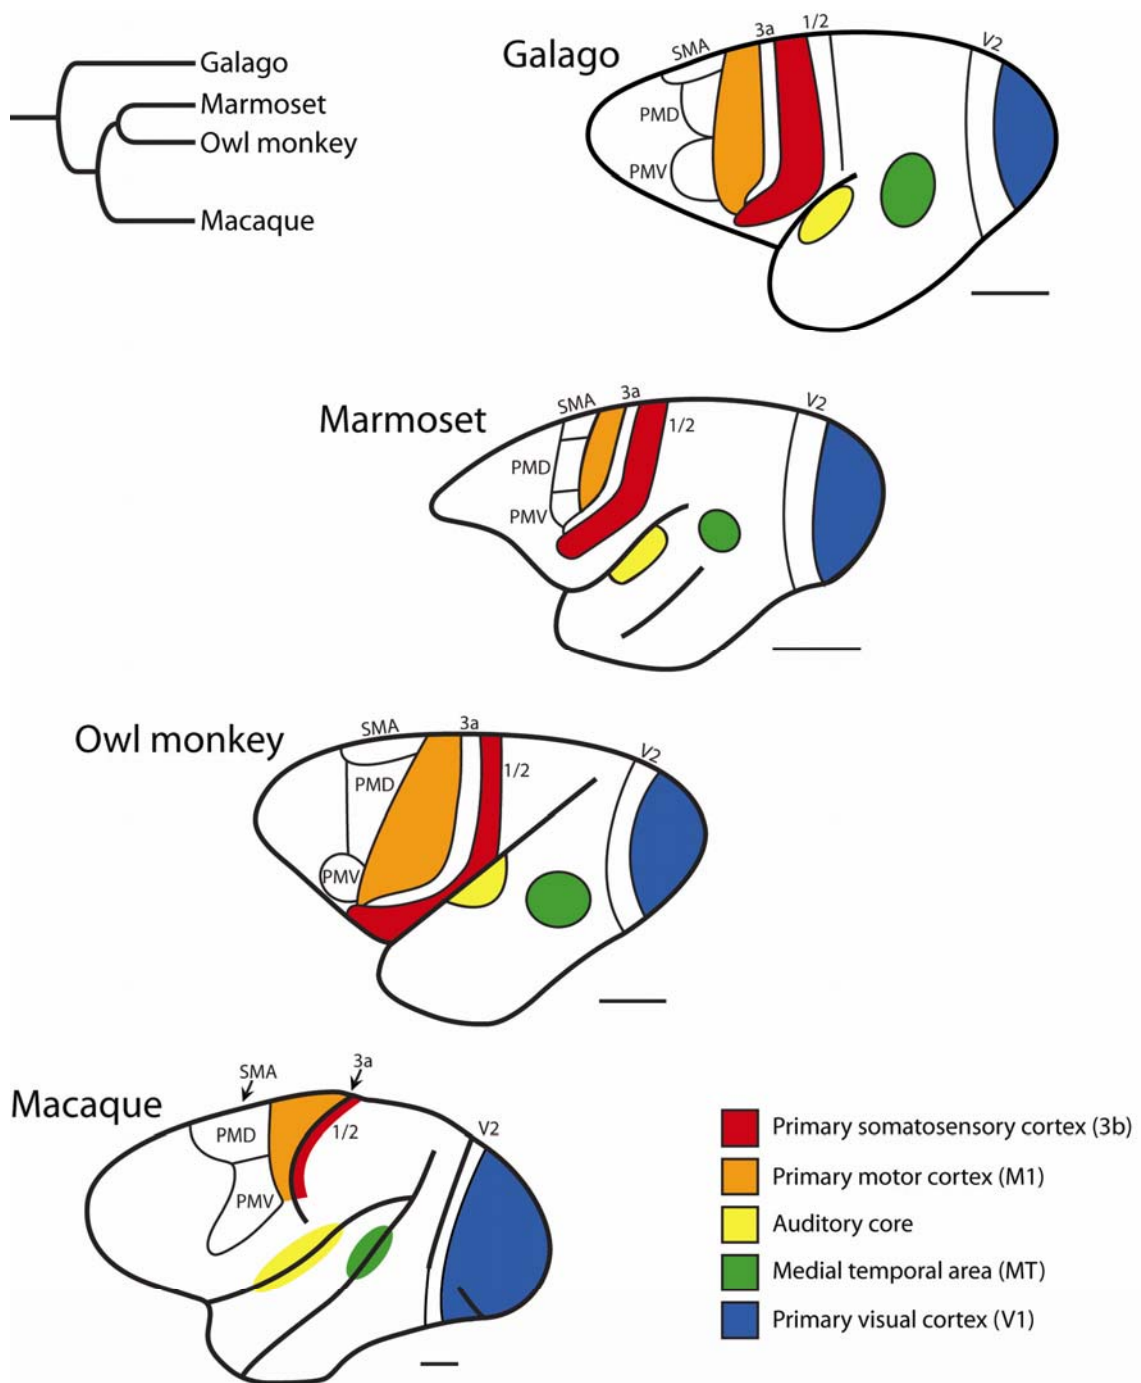 Galago
Marmoset
Owl monkey
Macaque
Galago
SMA
3a
1/2
V2
PMD
PMV
Marmoset
SMA
3a
1/2
V2
PMD
PMV
Owl monkey
SMA
3a
1/2
V2
PMD
PMV
Macaque
SMA
3a
1/2
V2
PMD
PMV
Primary somatosensory cortex (3b)
Primary motor cortex (M1)
Auditory core
Medial temporal area (MT)
Primary visual cortex (V1)